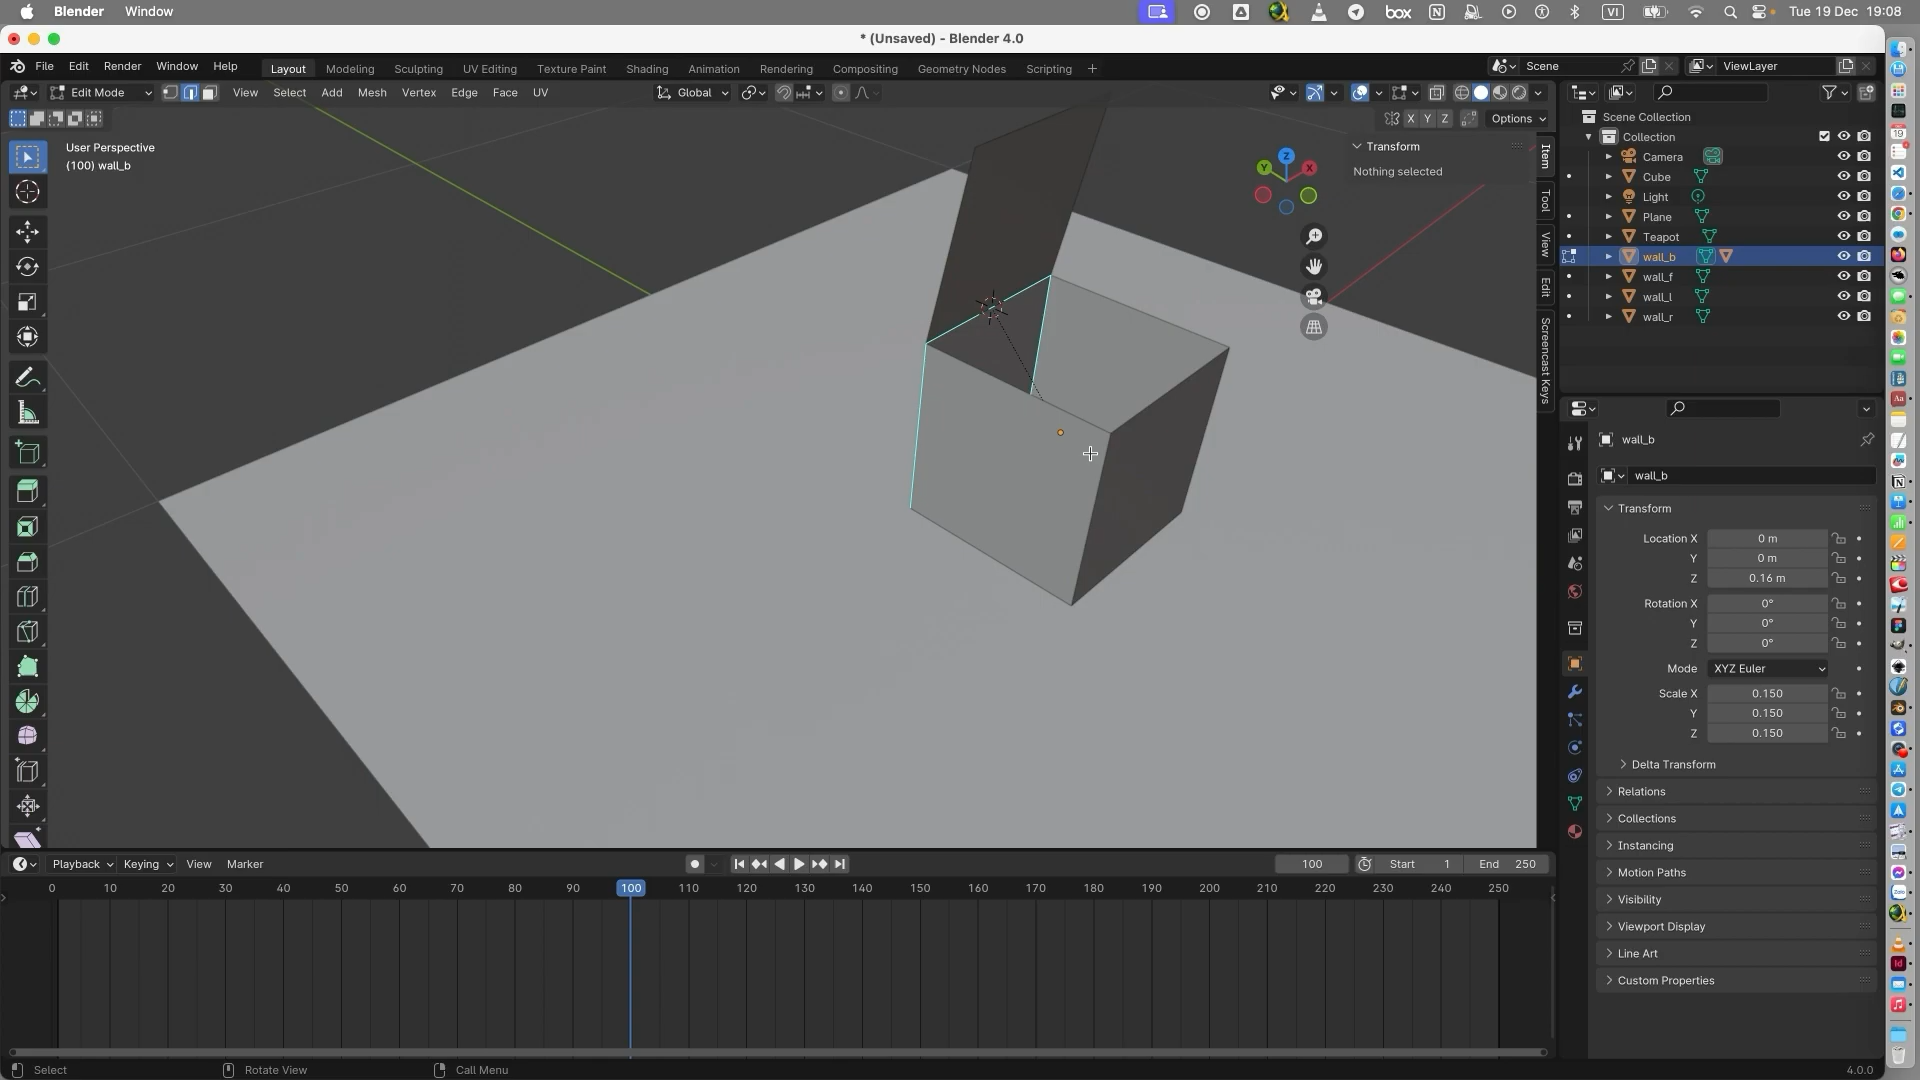 Blender Window box VI Tue 19 Dec 19:08
* (Unsaved) - Blender 4.0
File Edit Render Window Help Layout Modeling Sculpting UV Editing Texture Paint Shading Animation Rendering Compositing Geometry Nodes Scripting + Scene ViewLayer
Edit Mode View Select Add Mesh Vertex Edge Face UV Global
X Y Z Options
User Perspective
(100) wall_b
Z
Y X
Transform
Nothing selected
Item
Tool
View
Edit
Screencast Keys
Scene Collection
Collection
Camera
Cube
Light
Plane
Teapot
wall_b
wall_f
wall_l
wall_r
wall_b
wall_b
Transform
Location X 0 m
Y 0 m
Z 0.16 m
Rotation X 0°
Y 0°
Z 0°
Mode XYZ Euler
Scale X 0.150
Y 0.150
Z 0.150
Delta Transform
Relations
Collections
Instancing
Motion Paths
Visibility
Viewport Display
Line Art
Custom Properties
Playback Keying View Marker 100 Start 1 End 250
0 10 20 30 40 50 60 70 80 90 100 110 120 130 140 150 160 170 180 190 200 210 220 230 240 250
Select Rotate View Call Menu 4.0.0